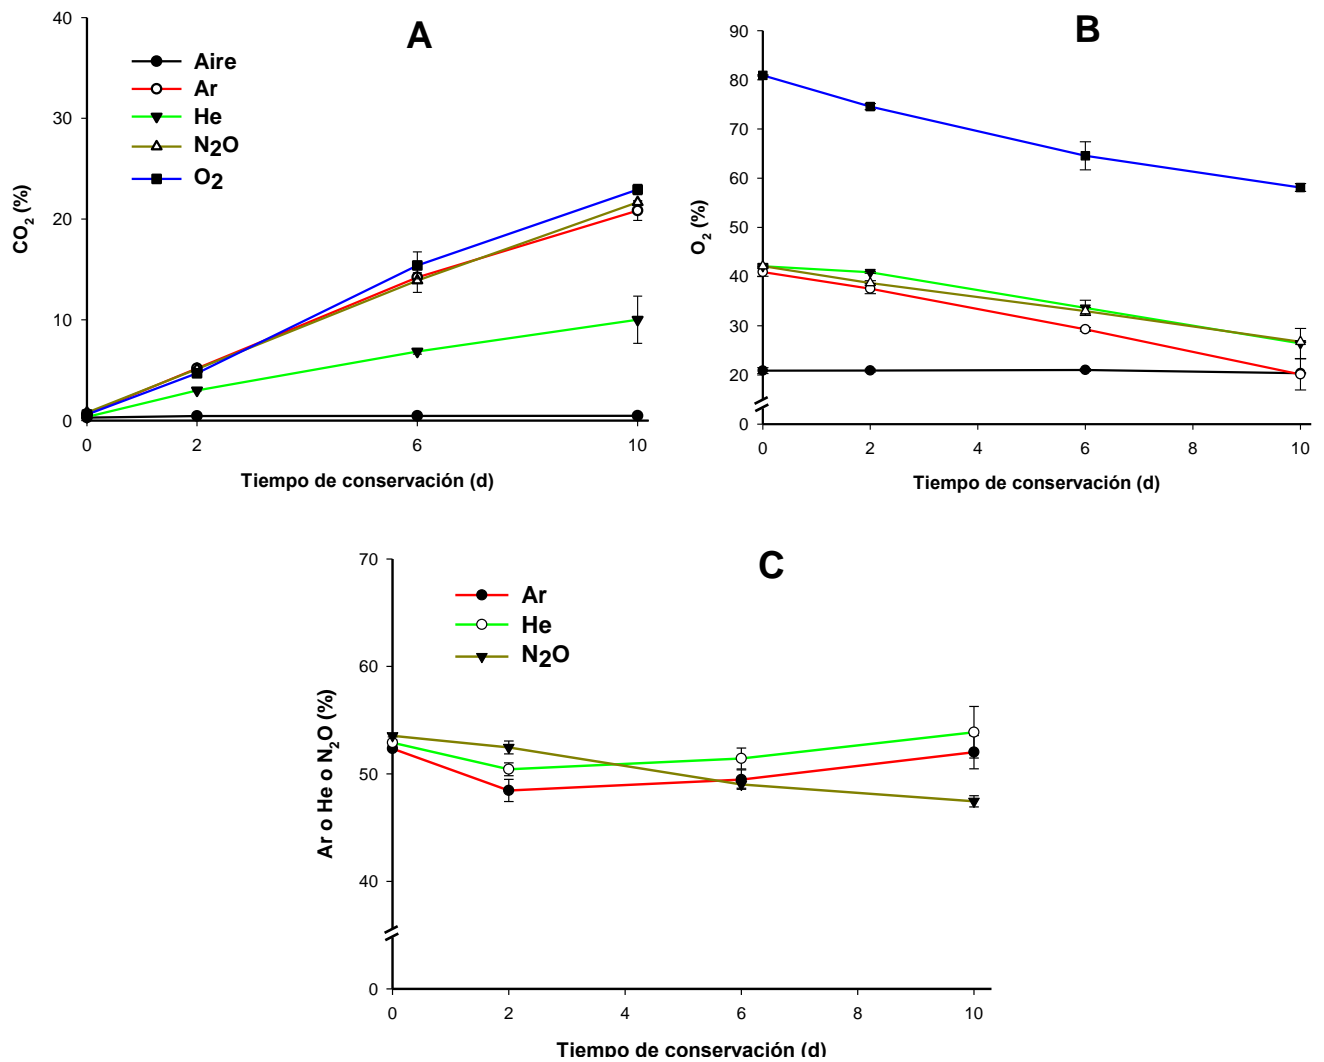 A
40
30
20
10
0
CO2 (%)
Aire
Ar
He
N2O
O2
0 2 6 10
Tiempo de conservación (d)
B
90
80
70
60
50
40
30
20
0
O2 (%)
0 2 4 6 8 10
Tiempo de conservación (d)
C
70
60
50
40
0
Ar o He o N2O (%)
Ar
He
N2O
0 2 4 6 8 10
Tiempo de conservación (d)